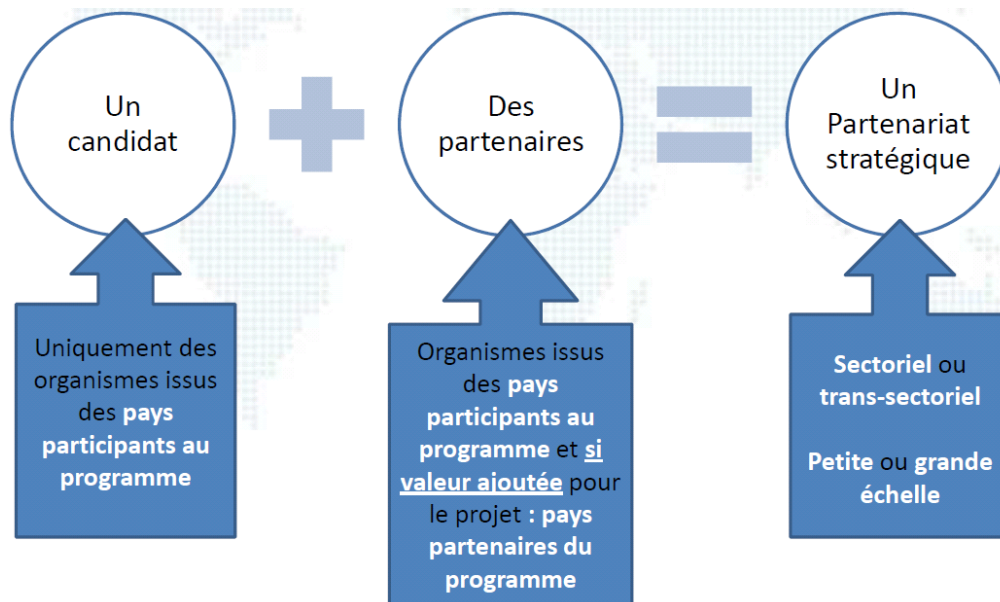 Un
candidat
Des
partenaires
Un
Partenariat
stratégique
Uniquement des
organismes issus
des pays
participants au
programme
Organismes issus
des pays
participants au
programme et si
valeur ajoutée pour
le projet : pays
partenaires du
programme
Sectoriel ou
trans-sectoriel
Petite ou grande
échelle